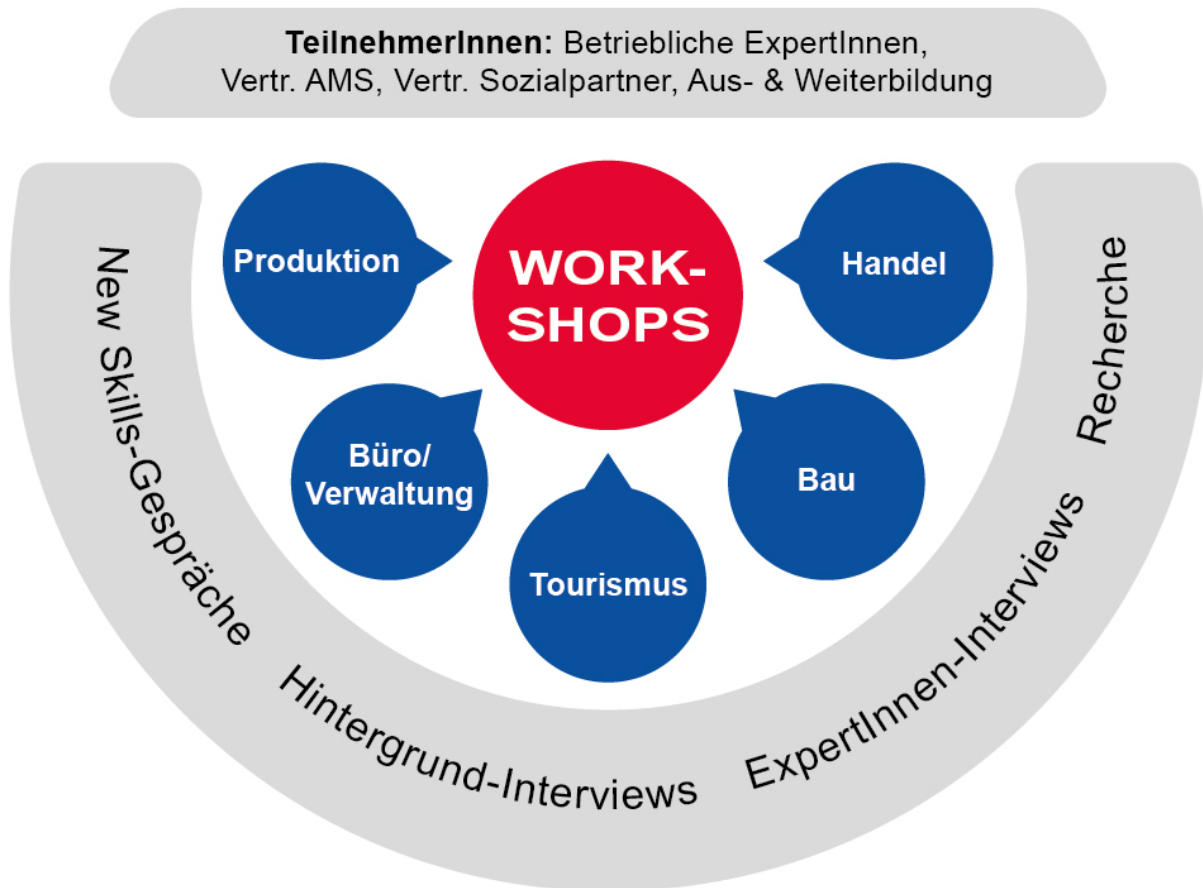 TeilnehmerInnen: Betriebliche ExpertInnen,
Vertr. AMS, Vertr. Sozialpartner, Aus- & Weiterbildung
Produktion
WORK-
SHOPS
Handel
Büro/
Verwaltung
Bau
Tourismus
New Skills-Gespräche
Hintergrund-Interviews
ExpertInnen-Interviews
Recherche